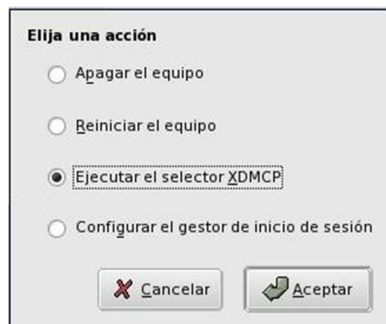 Elija una acción
Apagar el equipo
Reiniciar el equipo
Ejecutar el selector XDMCP
Configurar el gestor de inicio de sesión
Cancelar
Aceptar